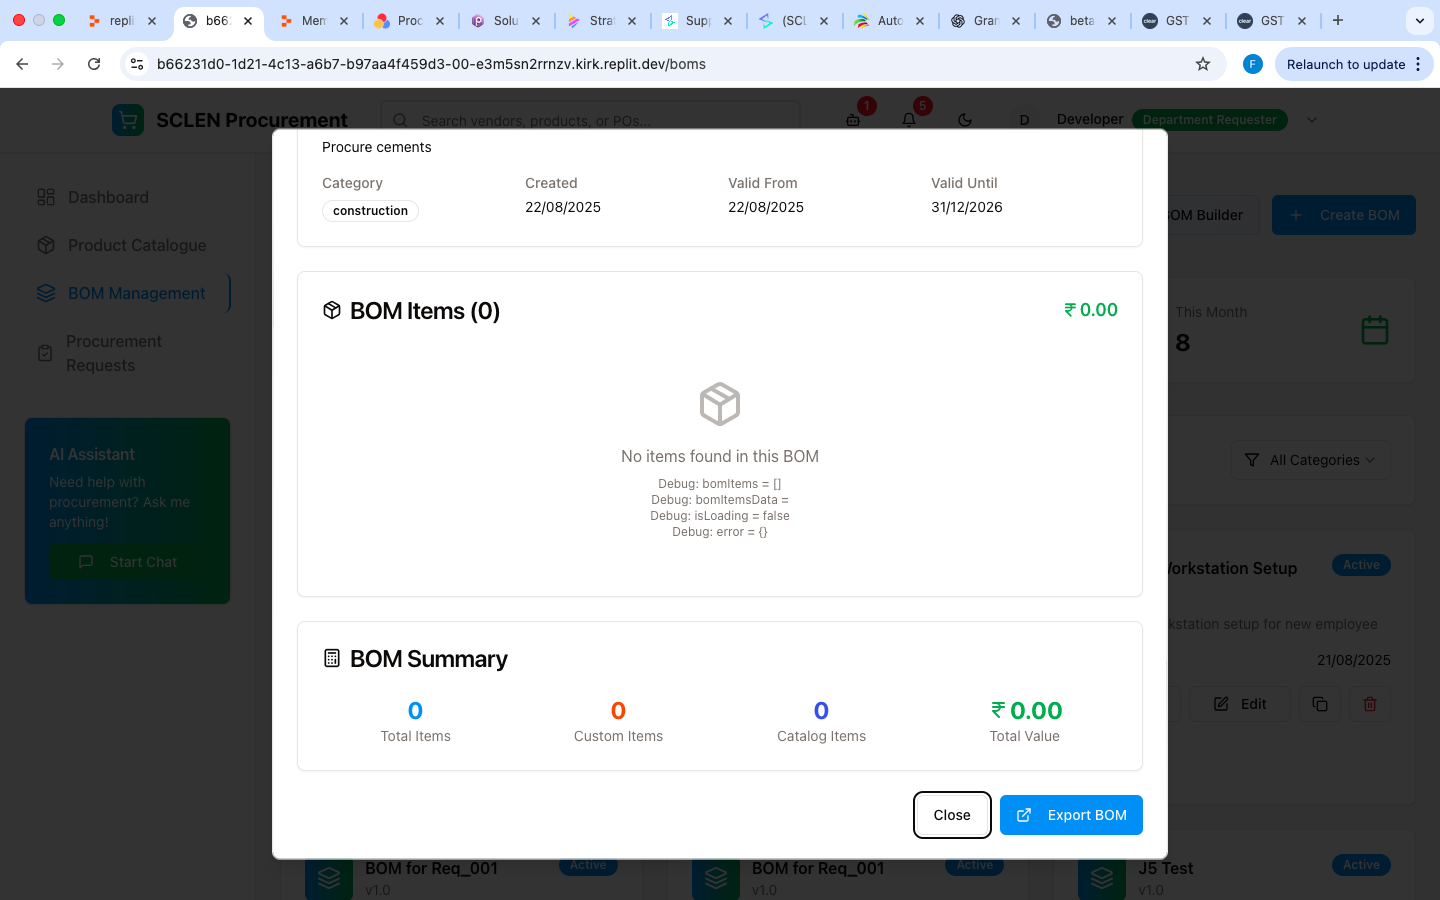 repli
b66:
Mem
Proc
Solu
Strat
Supp
(SCL
Auto
Gran
beta
clear
GST
clear
GST
b66231d0-1d21-4c13-a6b7-b97aa4f459d3-00-e3m5sn2rrnzv.kirk.replit.dev/boms
F
Relaunch to update
SCLEN Procurement
Search vendors, products, or POs...
1
5
D
Developer
Department Requester
Dashboard
Product Catalogue
BOM Management
Procurement
Requests
AI Assistant
Need help with
procurement? Ask me
anything!
Start Chat
Procure cements
Category
Created
Valid From
Valid Until
construction
22/08/2025
22/08/2025
31/12/2026
BOM Items (0)
₹ 0.00
No items found in this BOM
Debug: bomItems = []
Debug: bomItemsData =
Debug: isLoading = false
Debug: error = {}
BOM Summary
0
0
0
₹ 0.00
Total Items
Custom Items
Catalog Items
Total Value
Close
Export BOM
OM Builder
Create BOM
This Month
8
All Categories
Workstation Setup
Active
kstation setup for new employee
21/08/2025
Edit
BOM for Req_001
Active
v1.0
BOM for Req_001
Active
v1.0
J5 Test
Active
v1.0